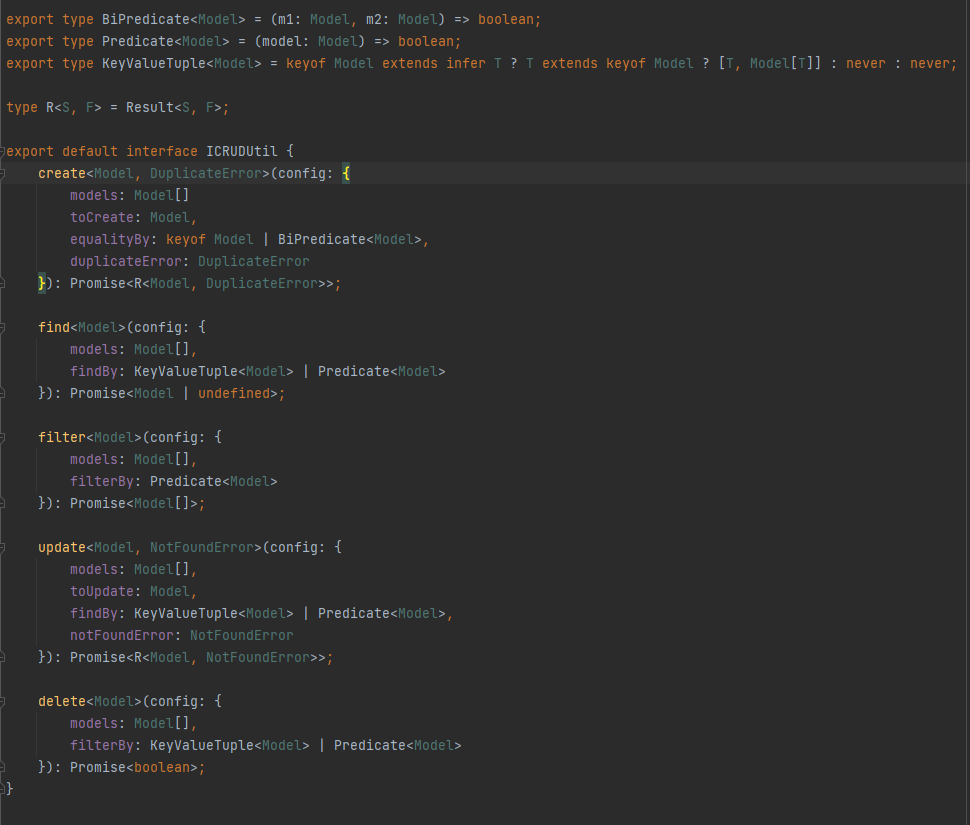 export type BiPredicate<Model> = (m1: Model, m2: Model) => boolean;
export type Predicate<Model> = (model: Model) => boolean;
export type KeyValueTuple<Model> = keyof Model extends infer T ? T extends keyof Model ? [T, Model[T]] : never : never;
type R<S, F> = Result<S, F>;
export default interface ICRUDUtil {
    create<Model, DuplicateError>(config: {
        models: Model[]
        toCreate: Model,
        equalityBy: keyof Model | BiPredicate<Model>,
        duplicateError: DuplicateError
    }): Promise<R<Model, DuplicateError>>;
    find<Model>(config: {
        models: Model[],
        findBy: KeyValueTuple<Model> | Predicate<Model>
    }): Promise<Model | undefined>;
    filter<Model>(config: {
        models: Model[],
        filterBy: Predicate<Model>
    }): Promise<Model[]>;
    update<Model, NotFoundError>(config: {
        models: Model[],
        toUpdate: Model,
        findBy: KeyValueTuple<Model> | Predicate<Model>,
        notFoundError: NotFoundError
    }): Promise<R<Model, NotFoundError>>;
    delete<Model>(config: {
        models: Model[],
        filterBy: KeyValueTuple<Model> | Predicate<Model>
    }): Promise<boolean>;
}